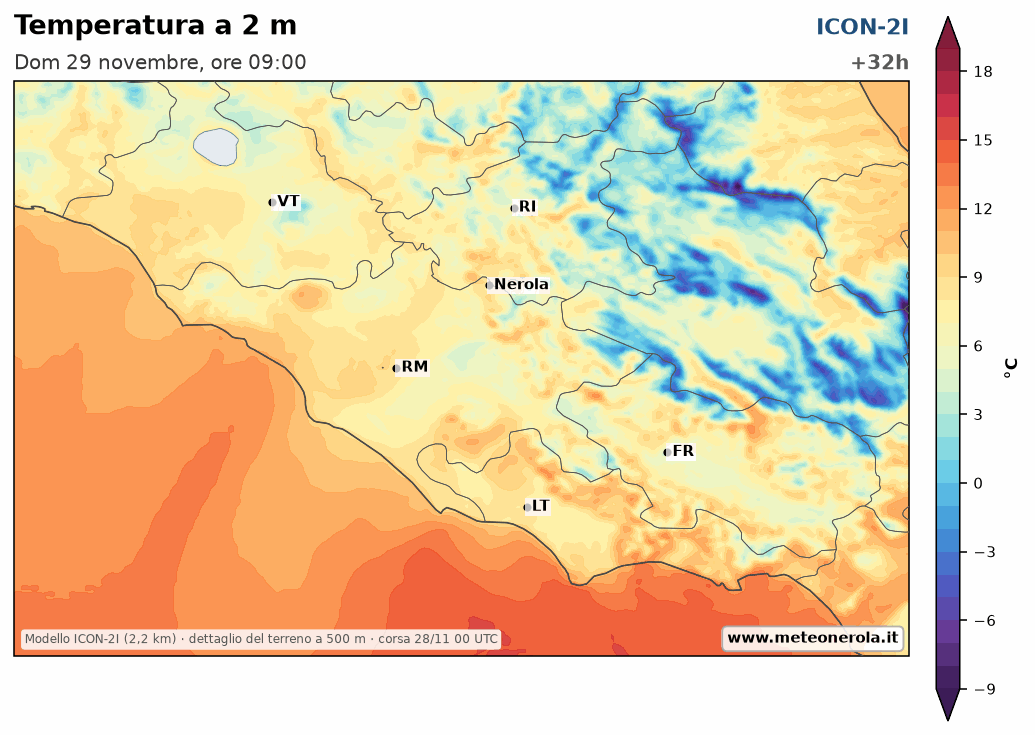 Temperatura a 2 m
ICON-2I
Dom 29 novembre, ore 09:00
+32h
VT
RI
Nerola
RM
FR
LT
Modello ICON-2I (2,2 km) · dettaglio del terreno a 500 m · corsa 28/11 00 UTC
www.meteonerola.it
18
15
12
9
6
3
0
−3
−6
−9
°C